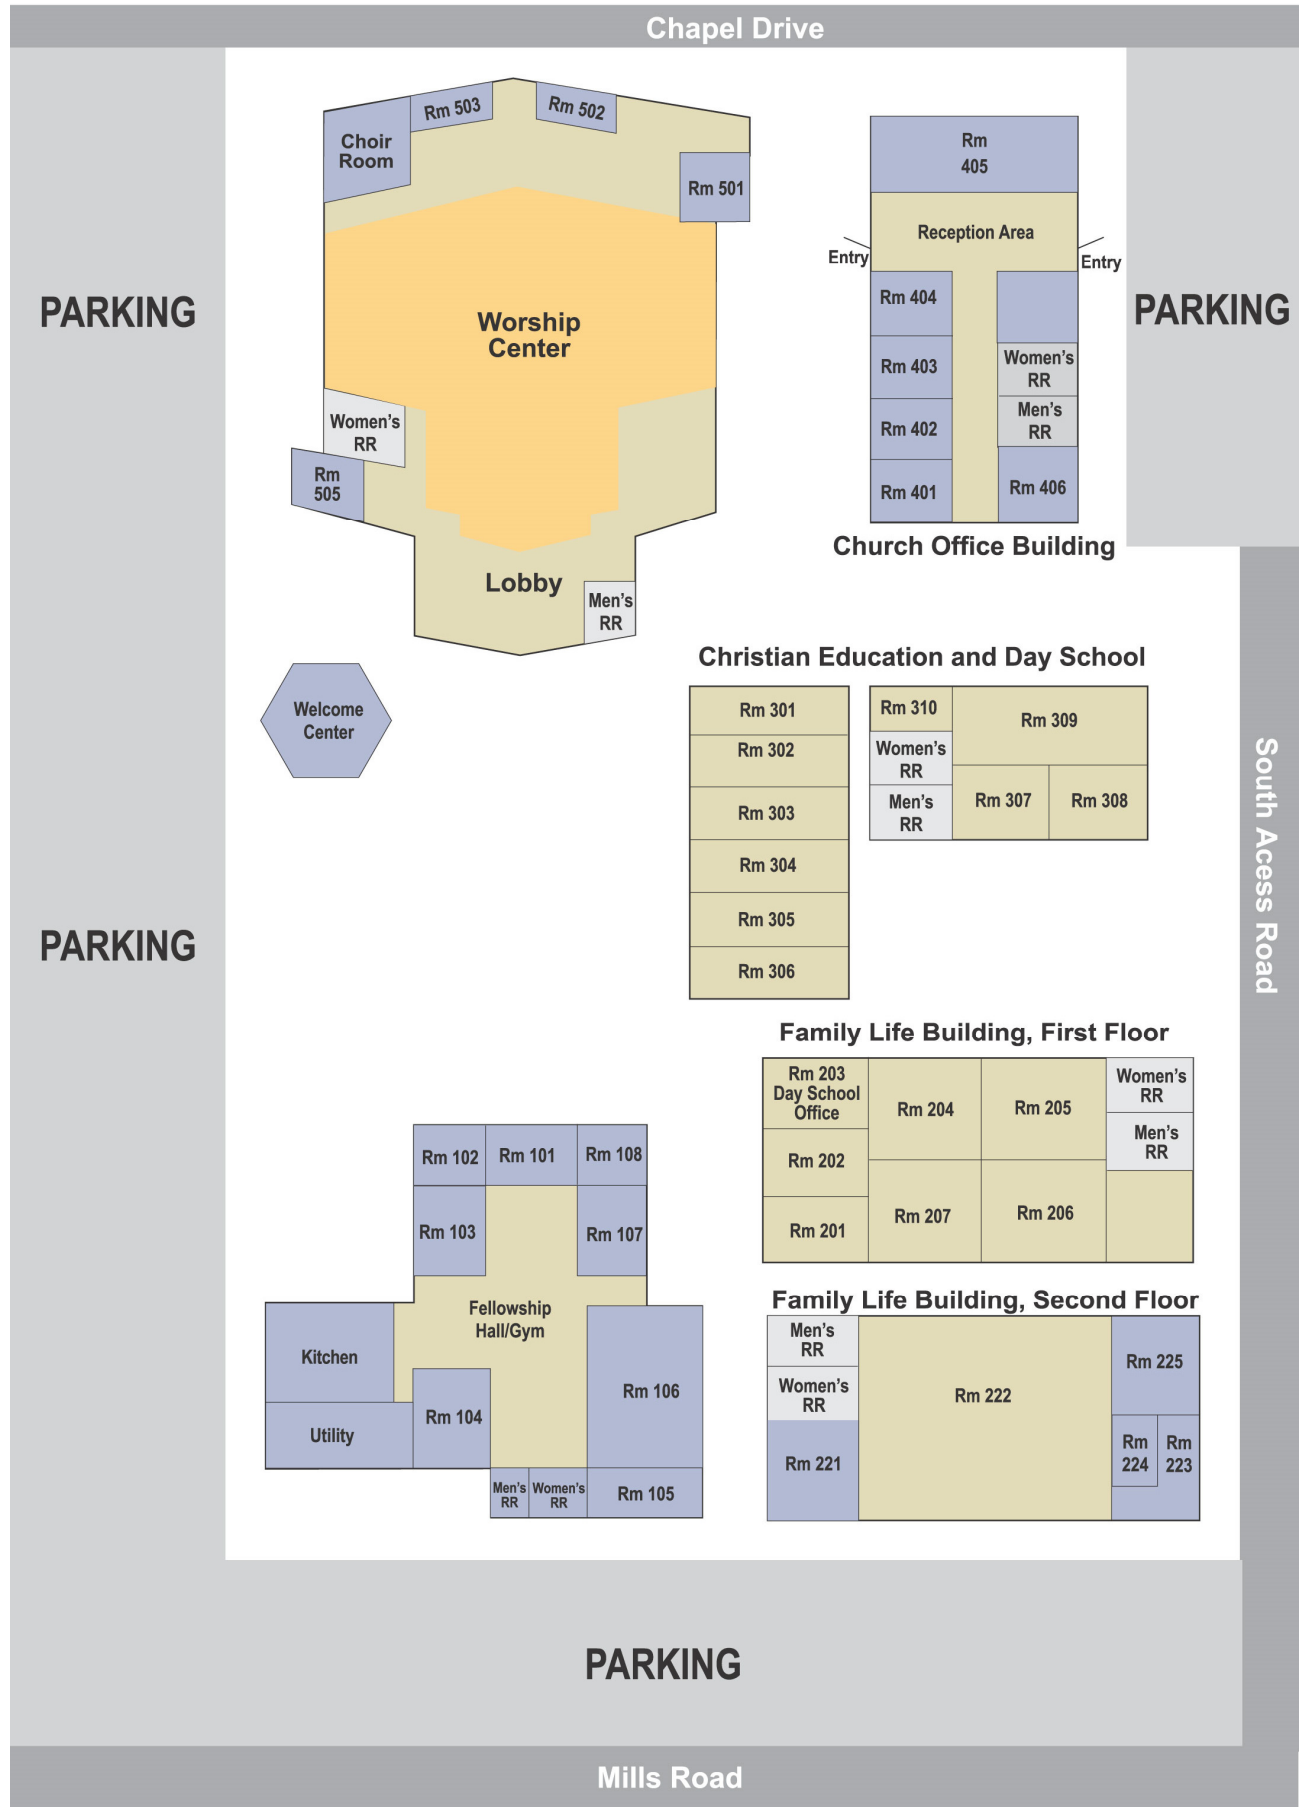 Chapel Drive
Rm 503
Rm 502
Choir
Room
Rm 501
Worship
Center
Women's
RR
Rm
505
Lobby
Men's
RR
Rm
405
Reception Area
Entry
Entry
Rm 404
Rm 403
Women's
RR
Rm 402
Men's
RR
Rm 401
Rm 406
Church Office Building
PARKING
PARKING
Welcome
Center
Christian Education and Day School
Rm 301
Rm 302
Rm 303
Rm 304
Rm 305
Rm 306
Rm 310
Rm 309
Women's
RR
Men's
RR
Rm 307
Rm 308
South Acess Road
PARKING
Family Life Building, First Floor
Rm 203
Day School
Office
Rm 204
Rm 205
Women's
RR
Men's
RR
Rm 202
Rm 201
Rm 207
Rm 206
Rm 102
Rm 101
Rm 108
Rm 103
Rm 107
Fellowship
Hall/Gym
Kitchen
Utility
Rm 104
Rm 106
Men's
RR
Women's
RR
Rm 105
Family Life Building, Second Floor
Men's
RR
Women's
RR
Rm 221
Rm 222
Rm 225
Rm
224
Rm
223
PARKING
Mills Road